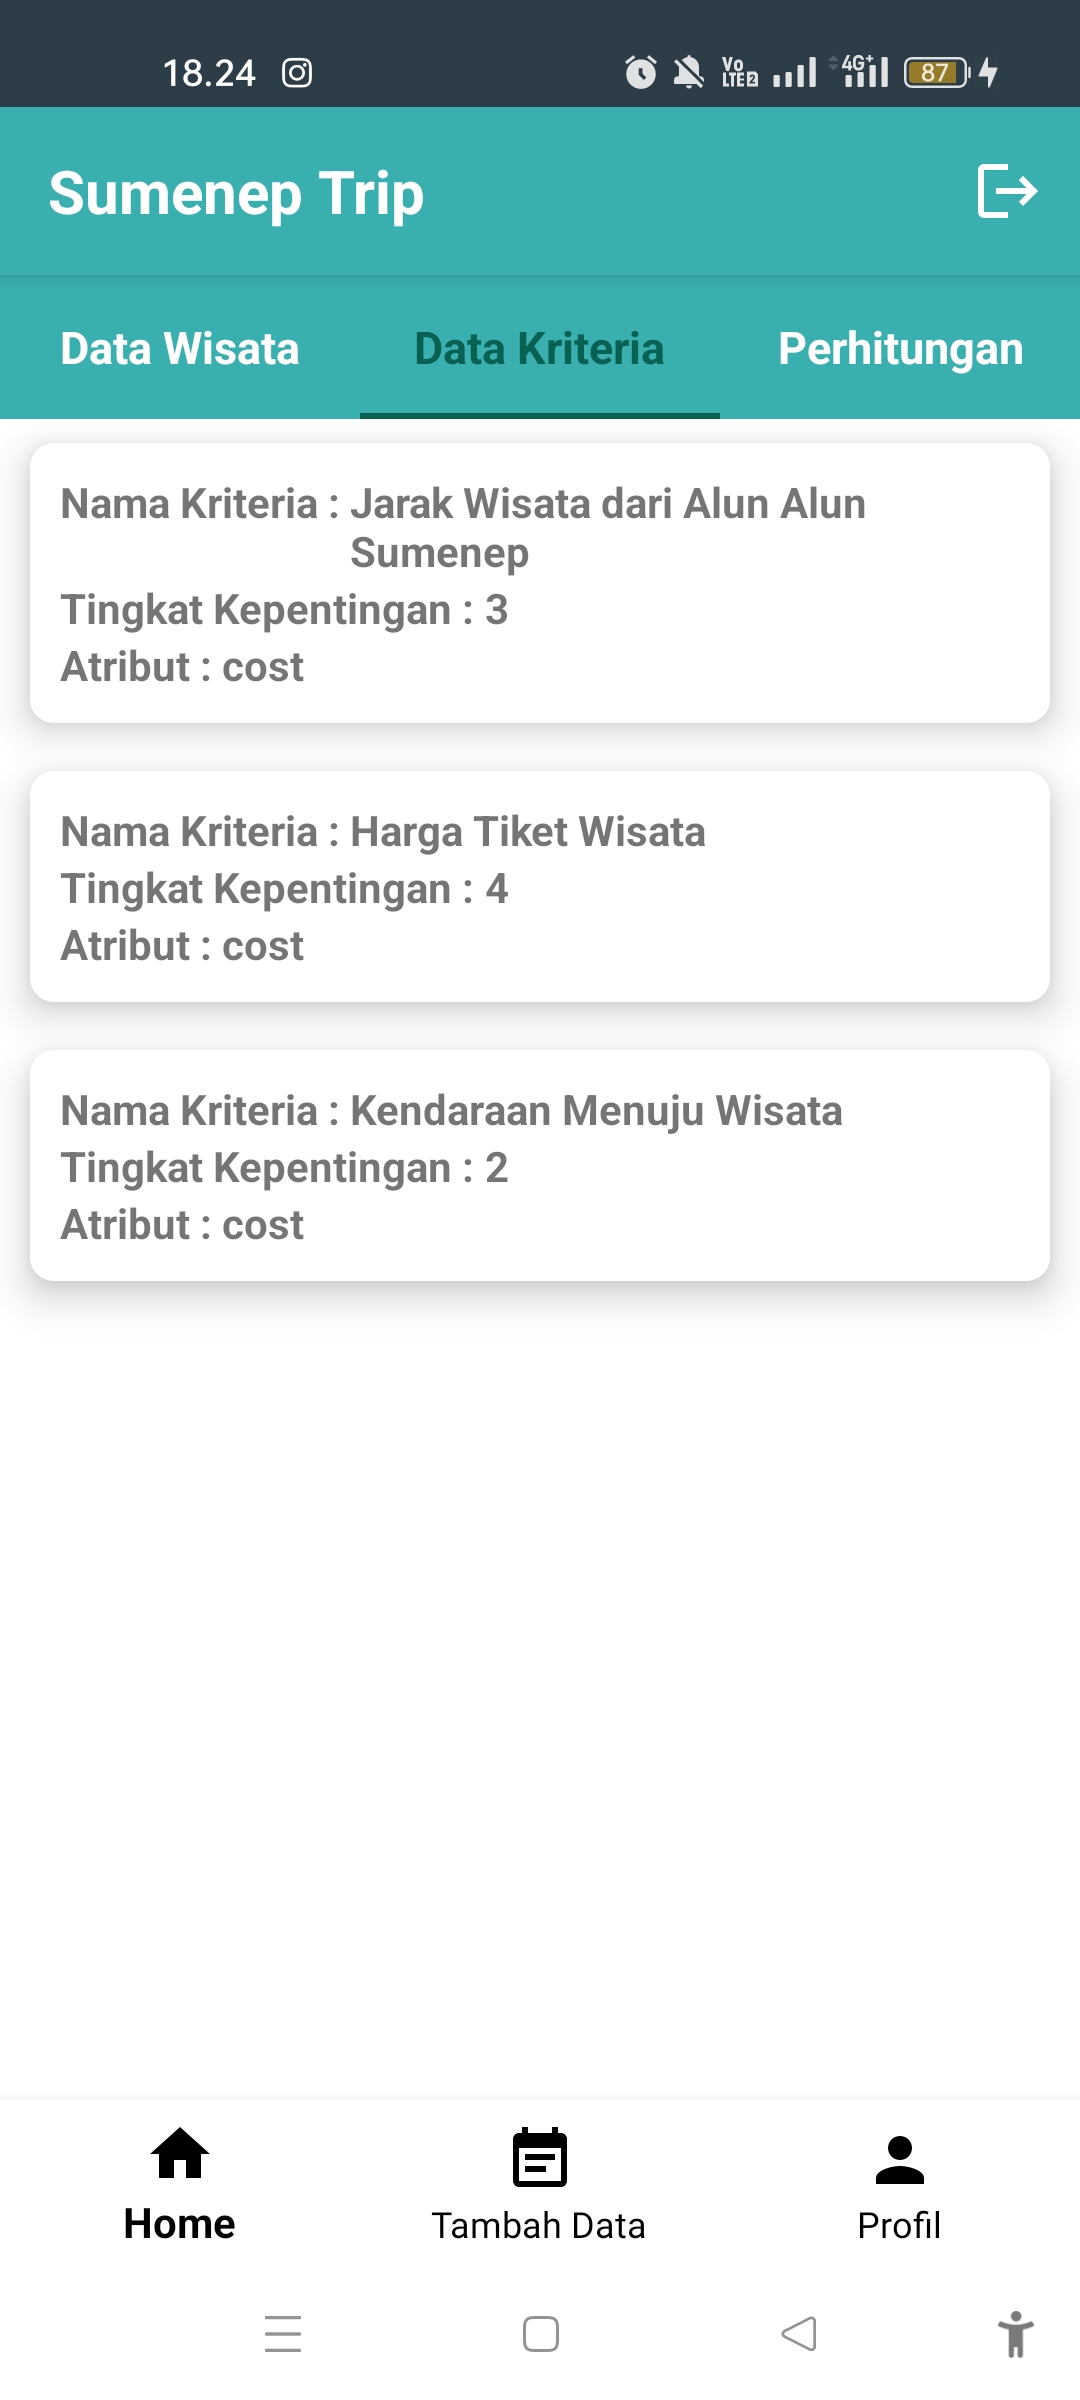 18.24
Vo
LTE 2
4G+
87
Sumenep Trip
Data Wisata
Data Kriteria
Perhitungan
Nama Kriteria : Jarak Wisata dari Alun Alun
Sumenep
Tingkat Kepentingan : 3
Atribut : cost
Nama Kriteria : Harga Tiket Wisata
Tingkat Kepentingan : 4
Atribut : cost
Nama Kriteria : Kendaraan Menuju Wisata
Tingkat Kepentingan : 2
Atribut : cost
Home
Tambah Data
Profil